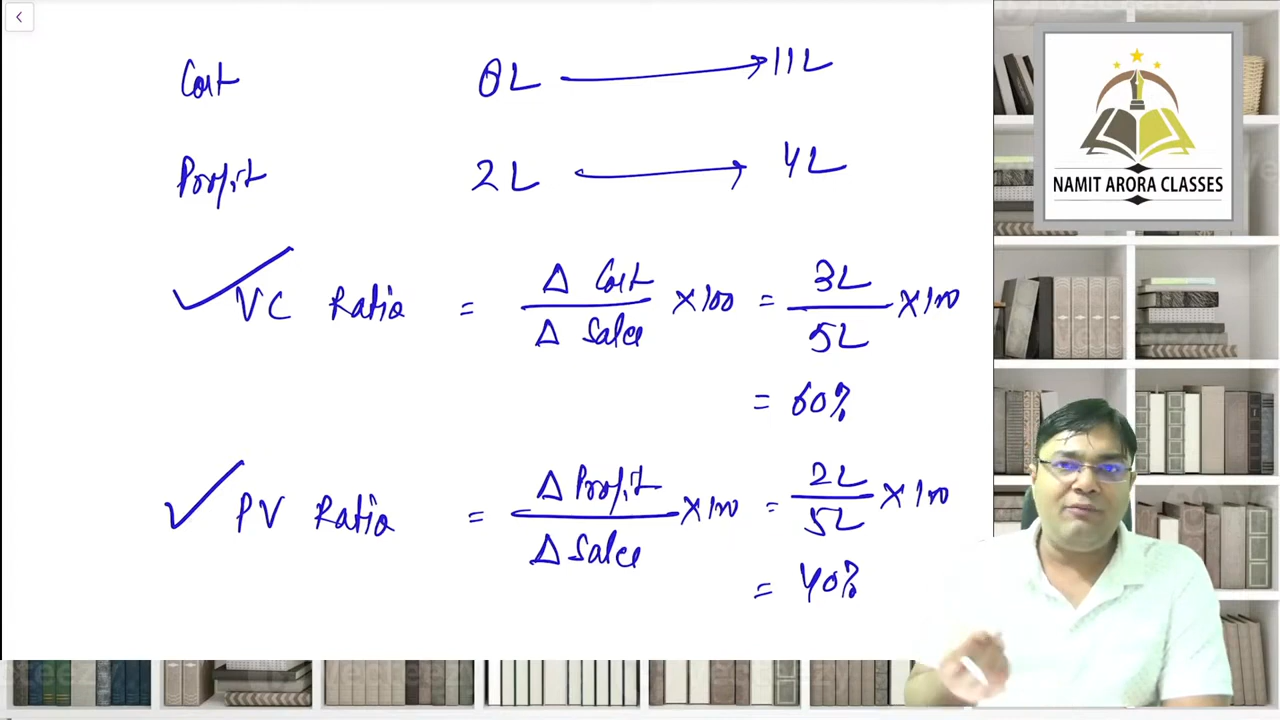 Cost 8L → 11L
Profit 2L → 4L
✓ VC Ratio = Δ Cost / Δ Sales × 100 = 3L / 5L × 100
= 60%
✓ PV Ratio = Δ Profit / Δ Sales × 100 = 2L / 5L × 100
= 40%
NAMIT ARORA CLASSES